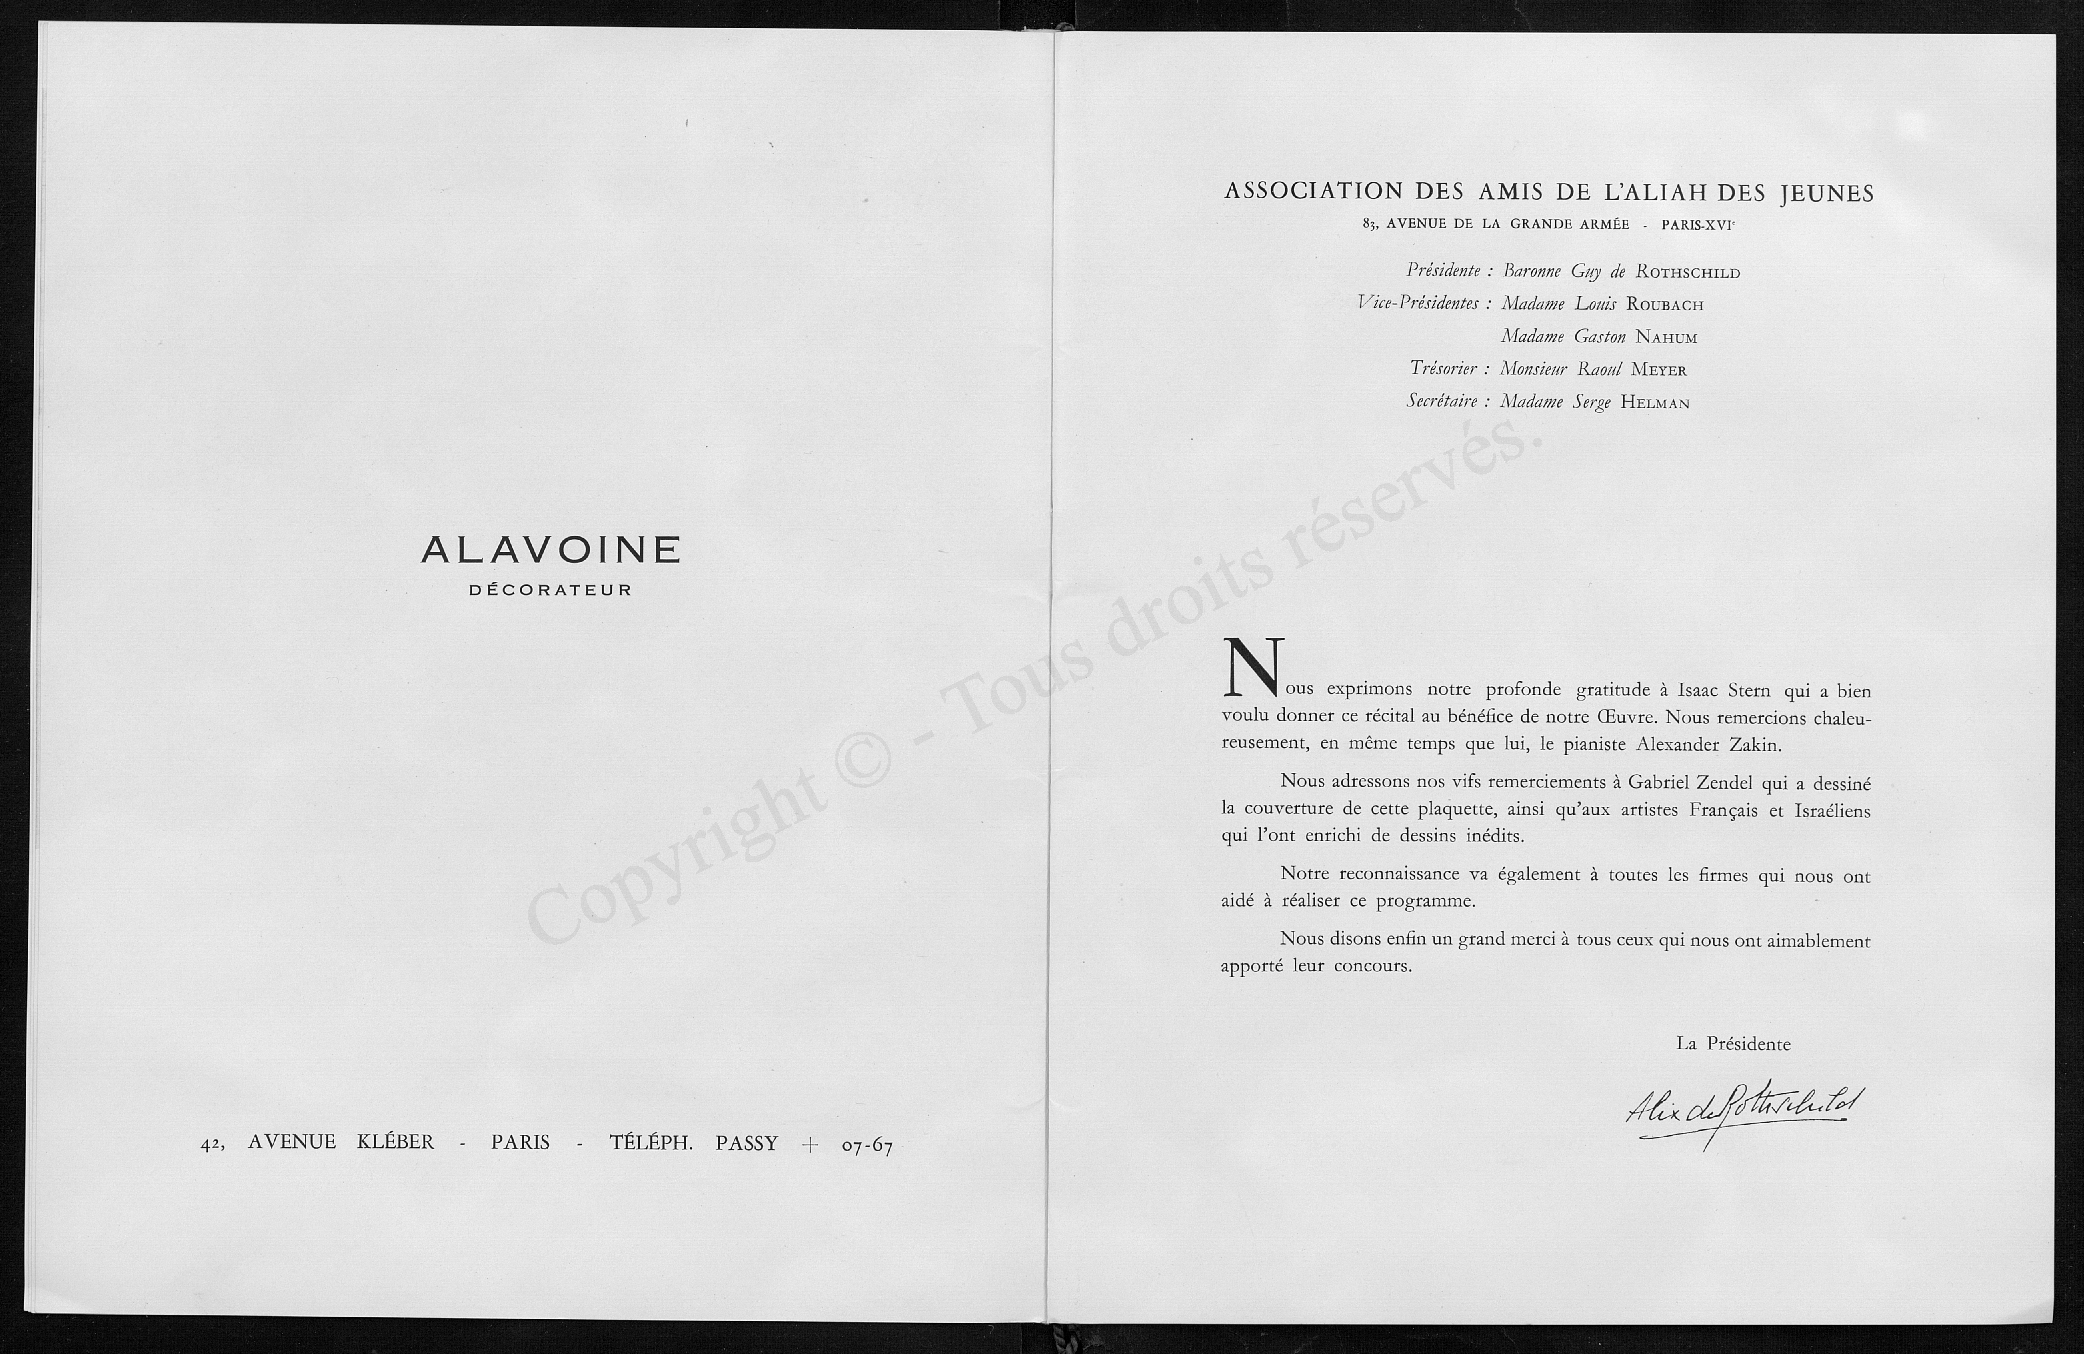 ALAVOINE
DÉCORATEUR
42, AVENUE KLÉBER - PARIS - TÉLÉPH. PASSY + 07-67
ASSOCIATION DES AMIS DE L'ALIAH DES JEUNES
83, AVENUE DE LA GRANDE ARMÉE - PARIS-XVIe
Présidente : Baronne Guy de ROTHSCHILD
Vice-Présidentes : Madame Louis ROUBACH
Madame Gaston NAHUM
Trésorier : Monsieur Raoul MEYER
Secrétaire : Madame Serge HELMAN
Nous exprimons notre profonde gratitude à Isaac Stern qui a bien
voulu donner ce récital au bénéfice de notre Œuvre. Nous remercions chaleu-
reusement, en même temps que lui, le pianiste Alexander Zakin.
Nous adressons nos vifs remerciements à Gabriel Zendel qui a dessiné
la couverture de cette plaquette, ainsi qu'aux artistes Français et Israéliens
qui l'ont enrichi de dessins inédits.
Notre reconnaissance va également à toutes les firmes qui nous ont
aidé à réaliser ce programme.
Nous disons enfin un grand merci à tous ceux qui nous ont aimablement
apporté leur concours.
La Présidente
Alix de Rothschild
Copyright © - Tous droits réservés.